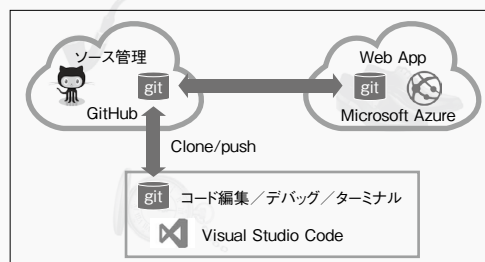 ソース管理
git
GitHub
Web App
git
Microsoft Azure
Clone/push
git
コード編集／デバッグ／ターミナル
Visual Studio Code